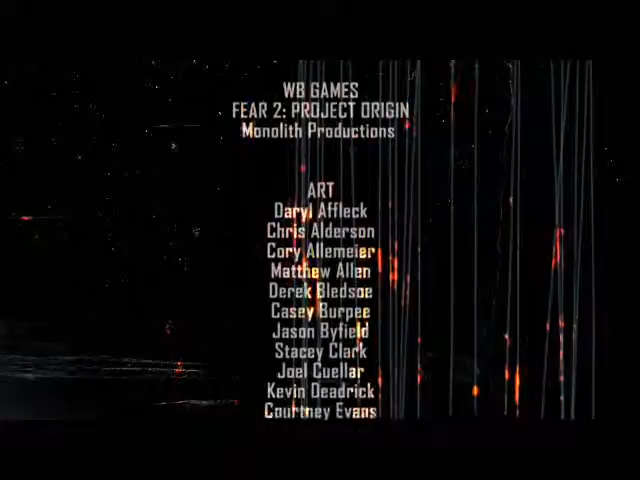 WB GAMES
FEAR 2: PROJECT ORIGIN
Monolith Productions
ART
Daryl Affleck
Chris Alderson
Cory Allemeier
Matthew Allen
Derek Bledsoe
Casey Burpee
Jason Byfield
Stacey Clark
Joel Cuellar
Kevin Deadrick
Courtney Evans